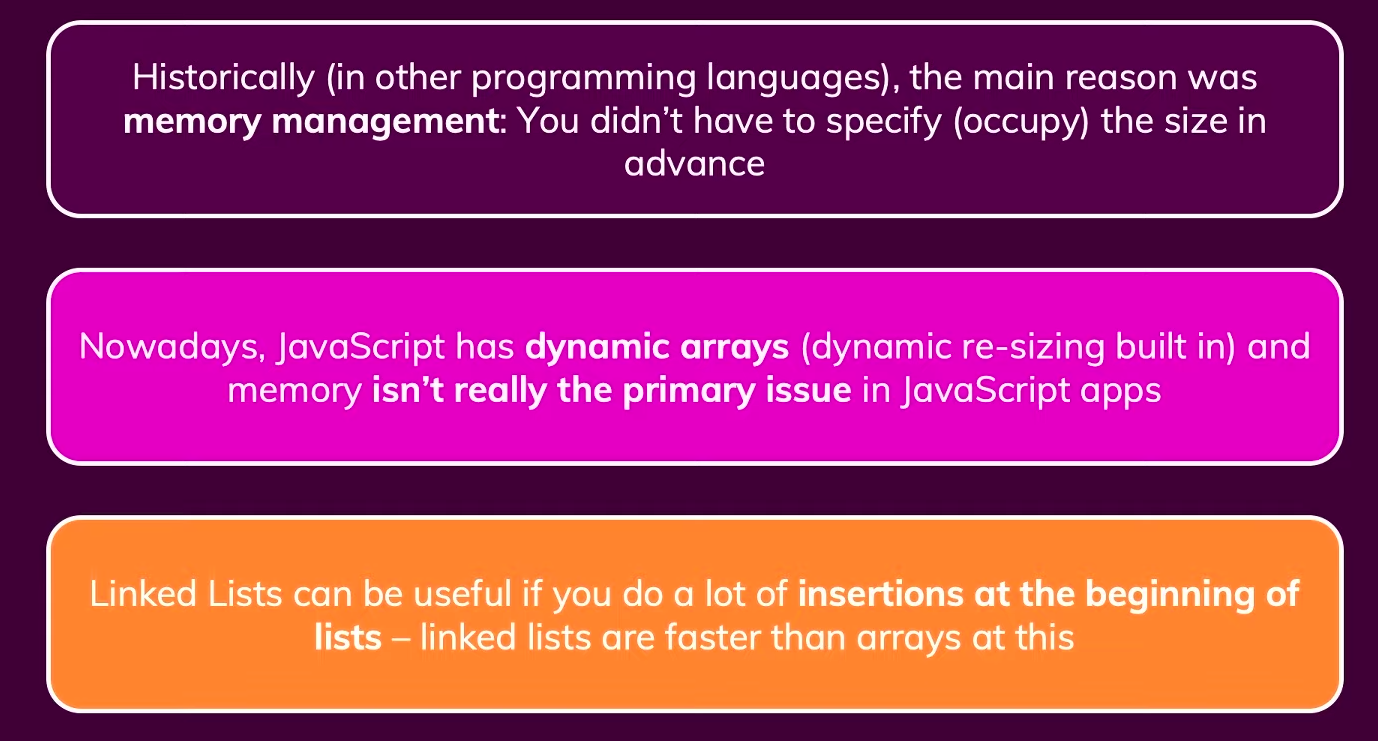 Historically (in other programming languages), the main reason was
memory management: You didn’t have to specify (occupy) the size in
advance
Nowadays, JavaScript has dynamic arrays (dynamic re-sizing built in) and
memory isn’t really the primary issue in JavaScript apps
Linked Lists can be useful if you do a lot of insertions at the beginning of
lists – linked lists are faster than arrays at this